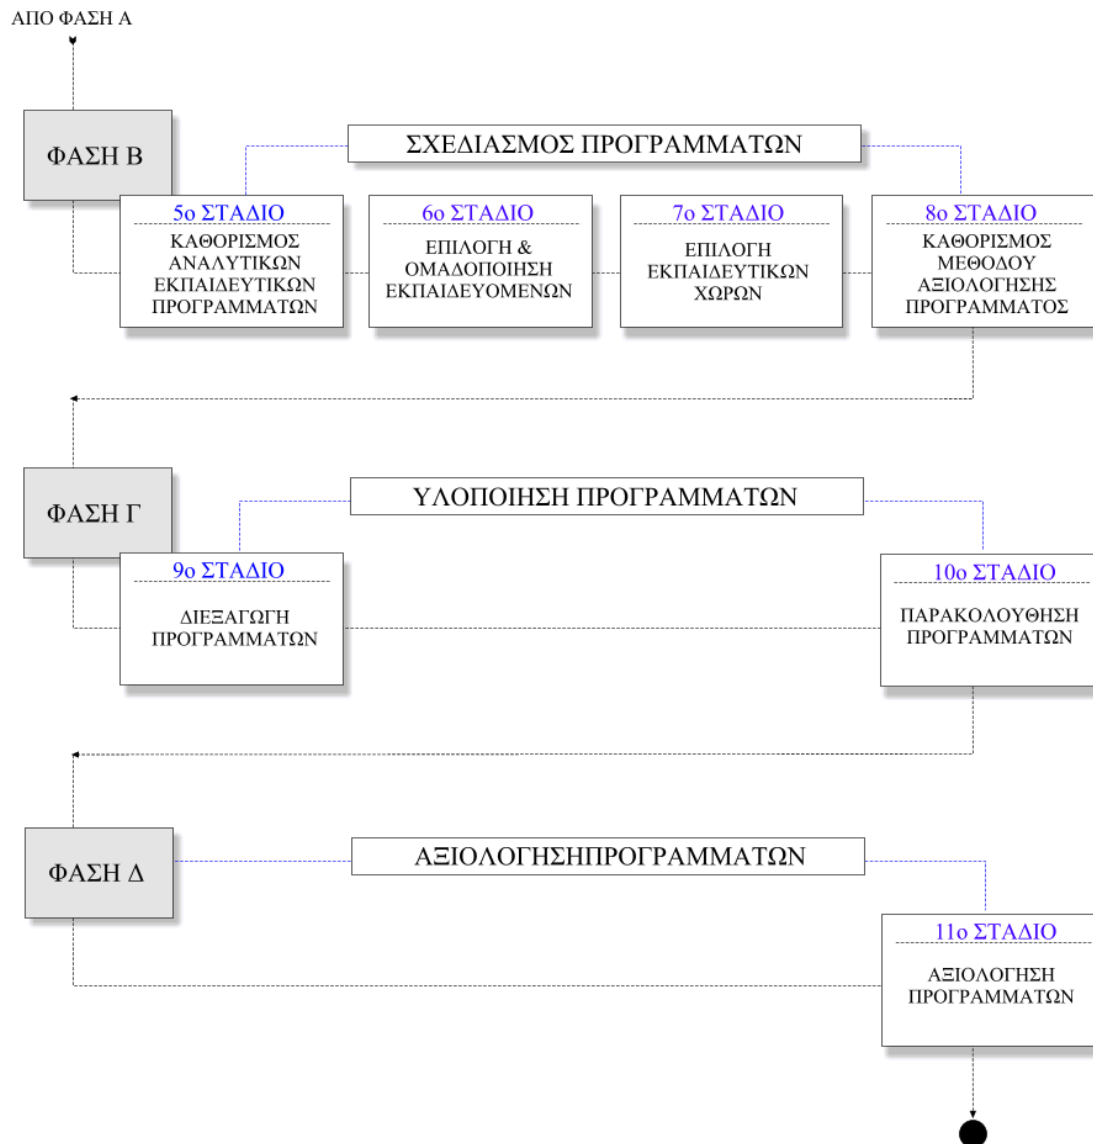 ΑΠΟ ΦΑΣΗ Α
ΦΑΣΗ Β
ΣΧΕΔΙΑΣΜΟΣ ΠΡΟΓΡΑΜΜΑΤΩΝ
5ο ΣΤΑΔΙΟ
ΚΑΘΟΡΙΣΜΟΣ
ΑΝΑΛΥΤΙΚΩΝ
ΕΚΠΑΙΔΕΥΤΙΚΩΝ
ΠΡΟΓΡΑΜΜΑΤΩΝ
6ο ΣΤΑΔΙΟ
ΕΠΙΛΟΓΗ &
ΟΜΑΔΟΠΟΙΗΣΗ
ΕΚΠΑΙΔΕΥΟΜΕΝΩΝ
7ο ΣΤΑΔΙΟ
ΕΠΙΛΟΓΗ
ΕΚΠΑΙΔΕΥΤΙΚΩΝ
ΧΩΡΩΝ
8ο ΣΤΑΔΙΟ
ΚΑΘΟΡΙΣΜΟΣ
ΜΕΘΟΔΟΥ
ΑΞΙΟΛΟΓΗΣΗΣ
ΠΡΟΓΡΑΜΜΑΤΟΣ
ΦΑΣΗ Γ
ΥΛΟΠΟΙΗΣΗ ΠΡΟΓΡΑΜΜΑΤΩΝ
9ο ΣΤΑΔΙΟ
ΔΙΕΞΑΓΩΓΗ
ΠΡΟΓΡΑΜΜΑΤΩΝ
10ο ΣΤΑΔΙΟ
ΠΑΡΑΚΟΛΟΥΘΗΣΗ
ΠΡΟΓΡΑΜΜΑΤΩΝ
ΦΑΣΗ Δ
ΑΞΙΟΛΟΓΗΣΗΠΡΟΓΡΑΜΜΑΤΩΝ
11ο ΣΤΑΔΙΟ
ΑΞΙΟΛΟΓΗΣΗ
ΠΡΟΓΡΑΜΜΑΤΩΝ